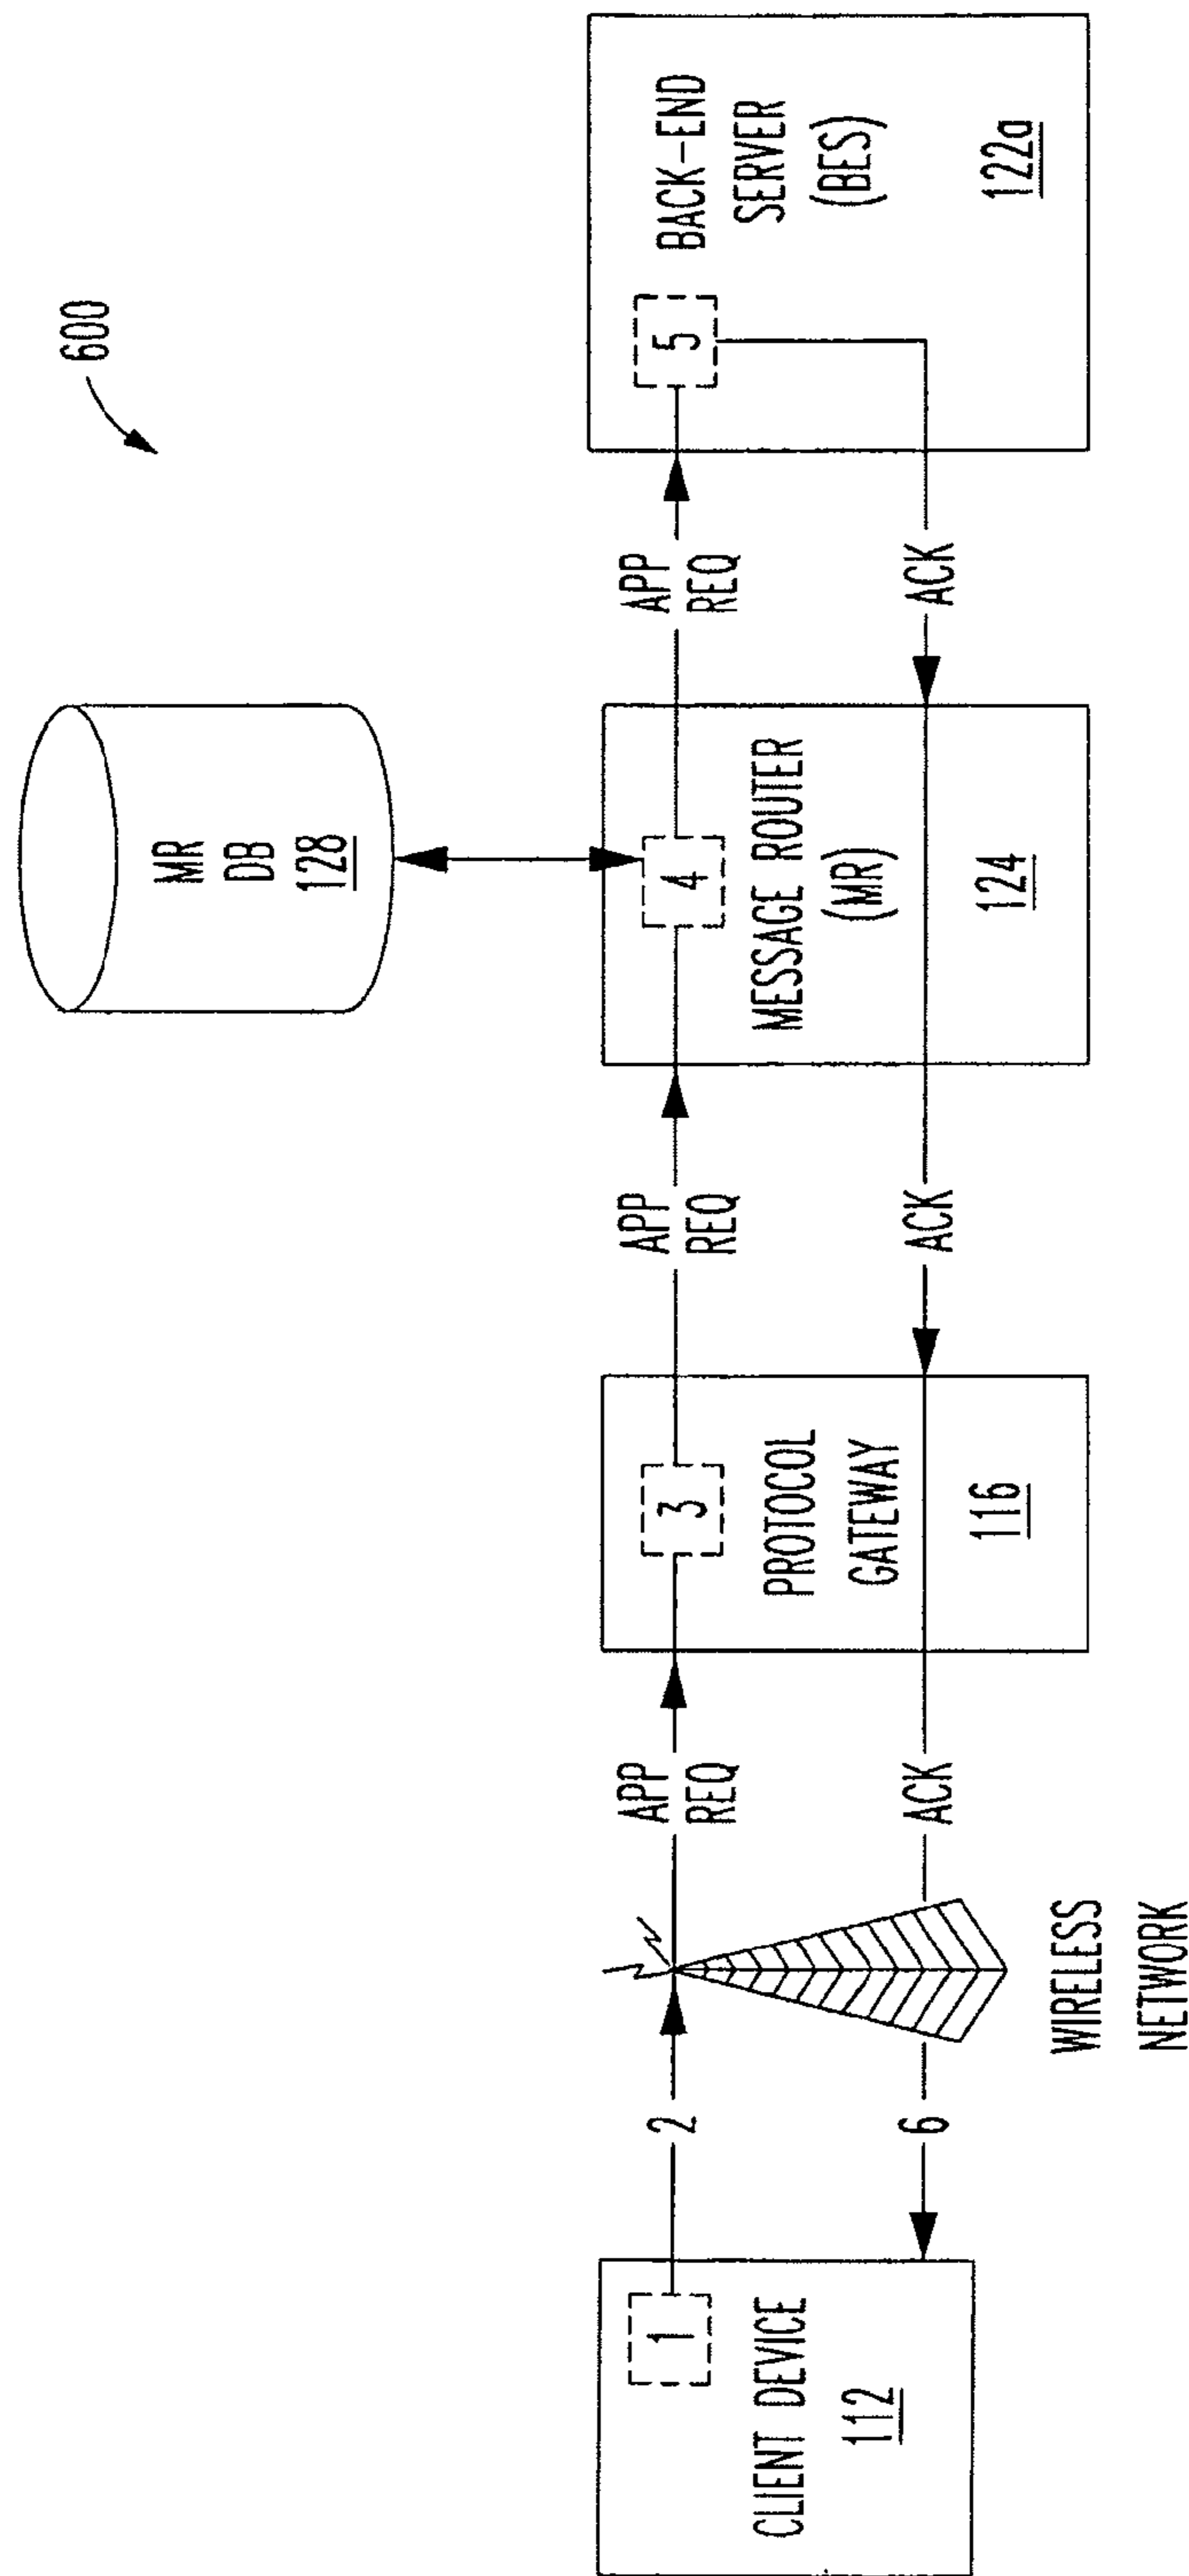 600
MR
DB
128
1
CLIENT DEVICE
112
2
6
WIRELESS
NETWORK
APP
REQ
ACK
3
PROTOCOL
GATEWAY
116
APP
REQ
ACK
4
MESSAGE ROUTER
(MR)
124
APP
REQ
ACK
5
BACK-END
SERVER
(BES)
122a